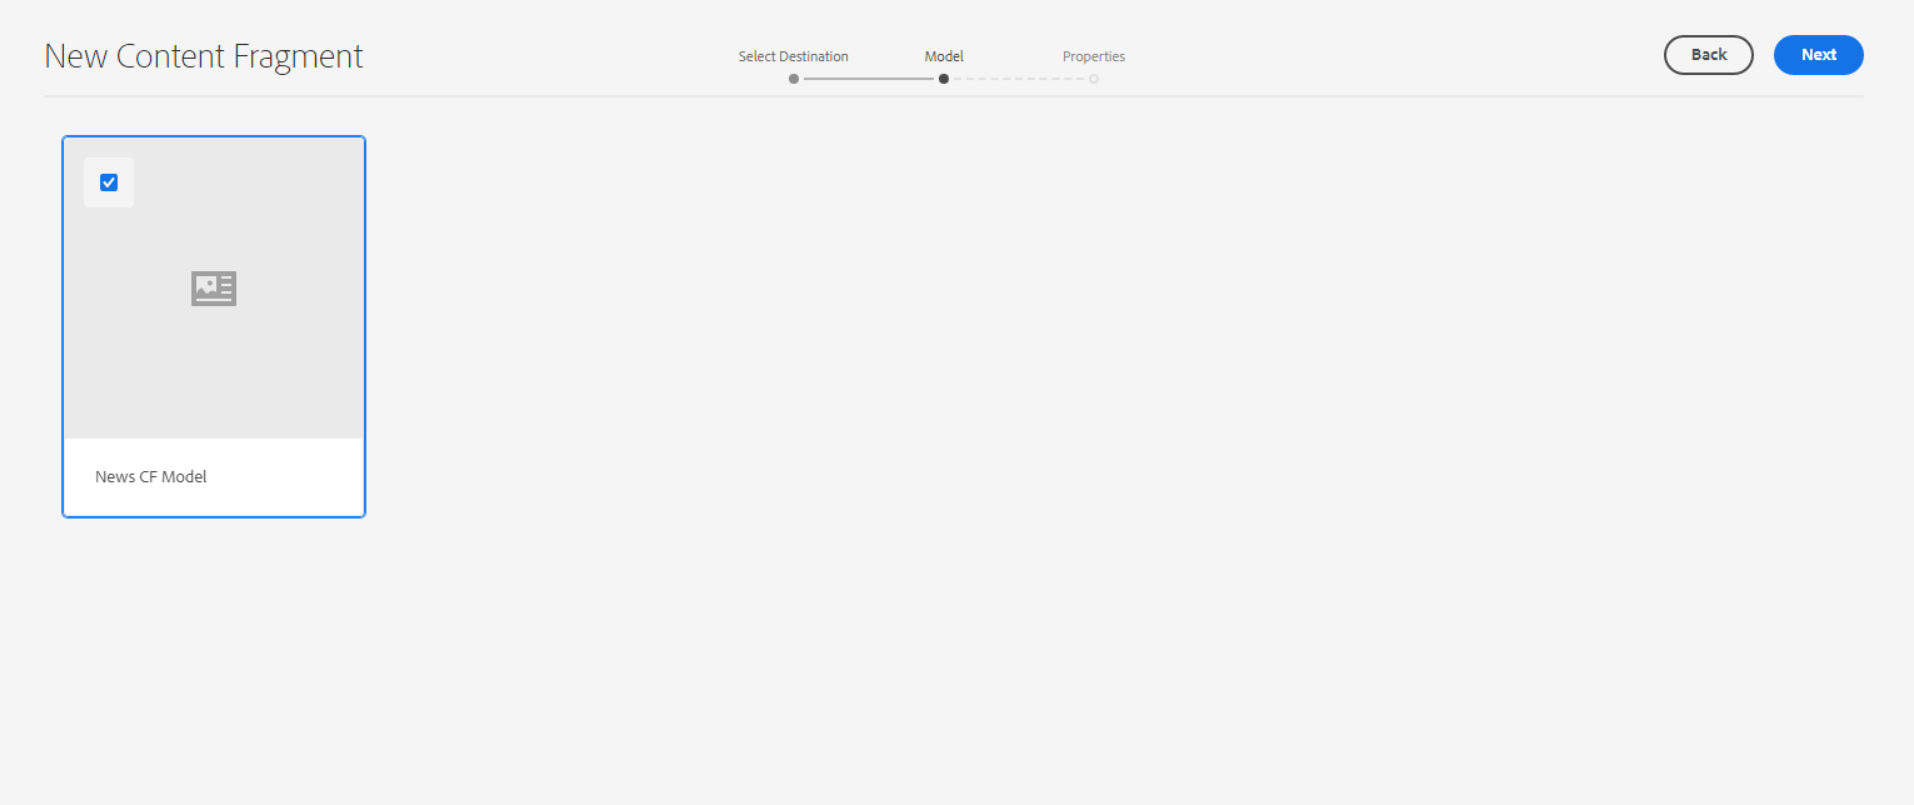 New Content Fragment
Select Destination
Model
Properties
Back
Next
News CF Model